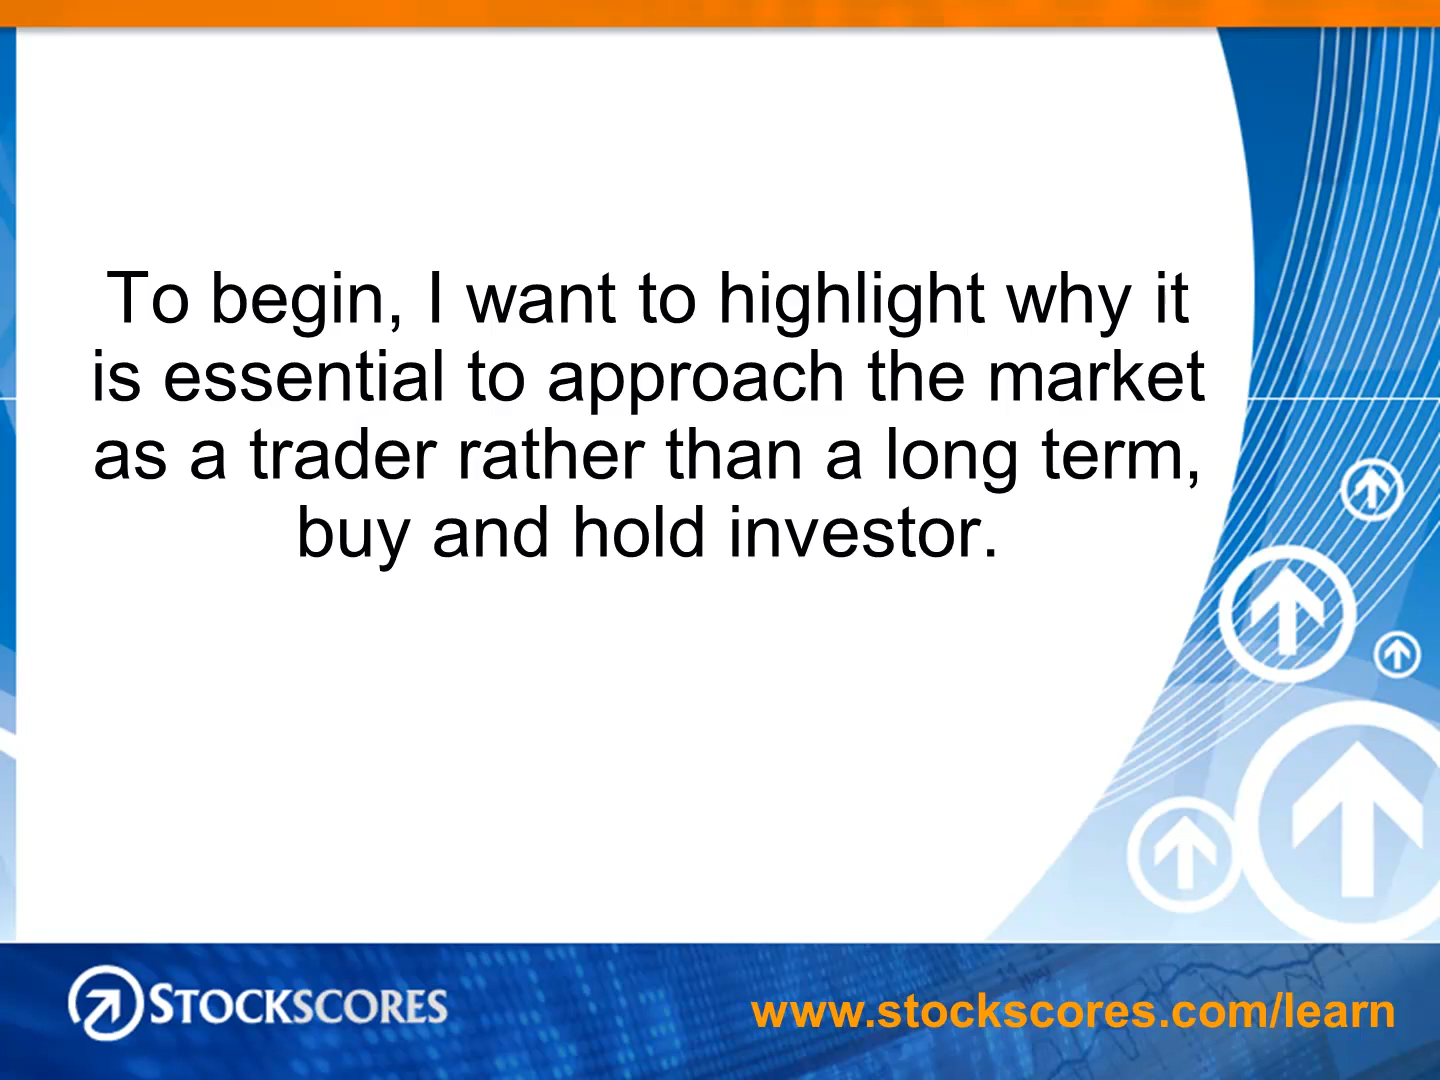 To begin, I want to highlight why it
is essential to approach the market
as a trader rather than a long term,
buy and hold investor.
STOCKSCORES
www.stockscores.com/learn